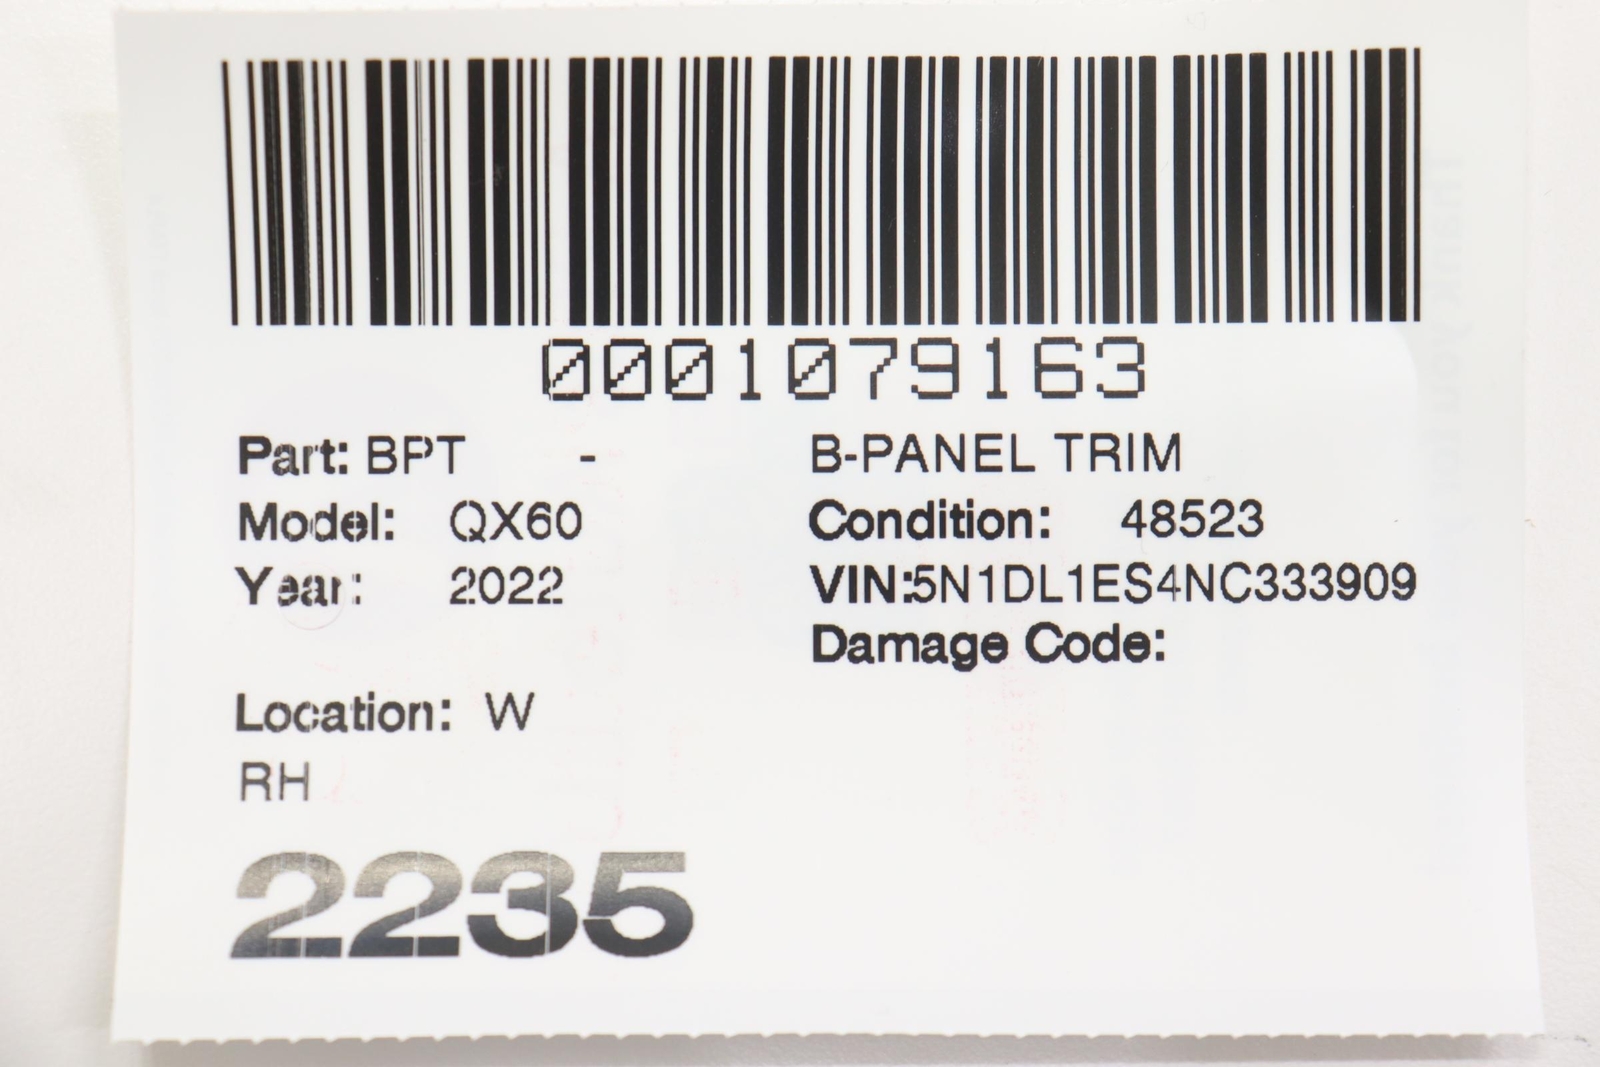 0001079163
Part: BPT - B-PANEL TRIM
Model: QX60 Condition: 48523
Year: 2022 VIN:5N1DL1ES4NC333909
Damage Code:
Location: W
RH
2235